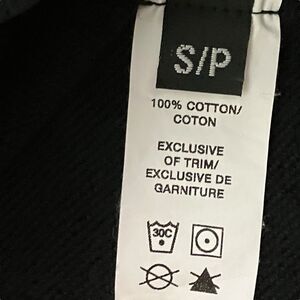 S/P
100% COTTON/
COTON
EXCLUSIVE
OF TRIM/
EXCLUSIVE DE
GARNITURE
30C